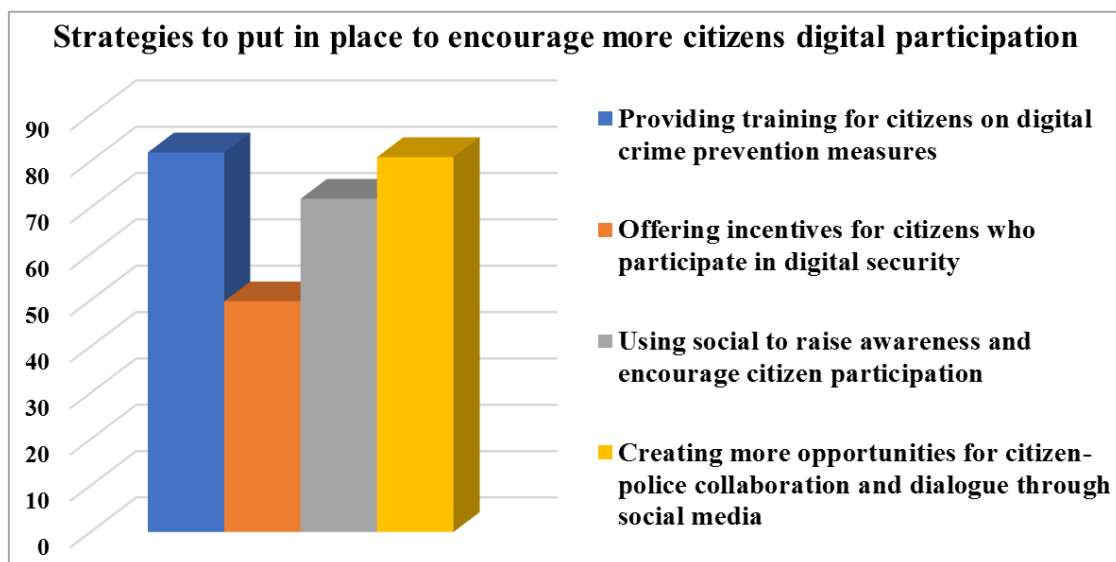 Strategies to put in place to encourage more citizens digital participation
90
80
70
60
50
40
30
20
10
0
Providing training for citizens on digital
crime prevention measures
Offering incentives for citizens who
participate in digital security
Using social to raise awareness and
encourage citizen participation
Creating more opportunities for citizen-
police collaboration and dialogue through
social media